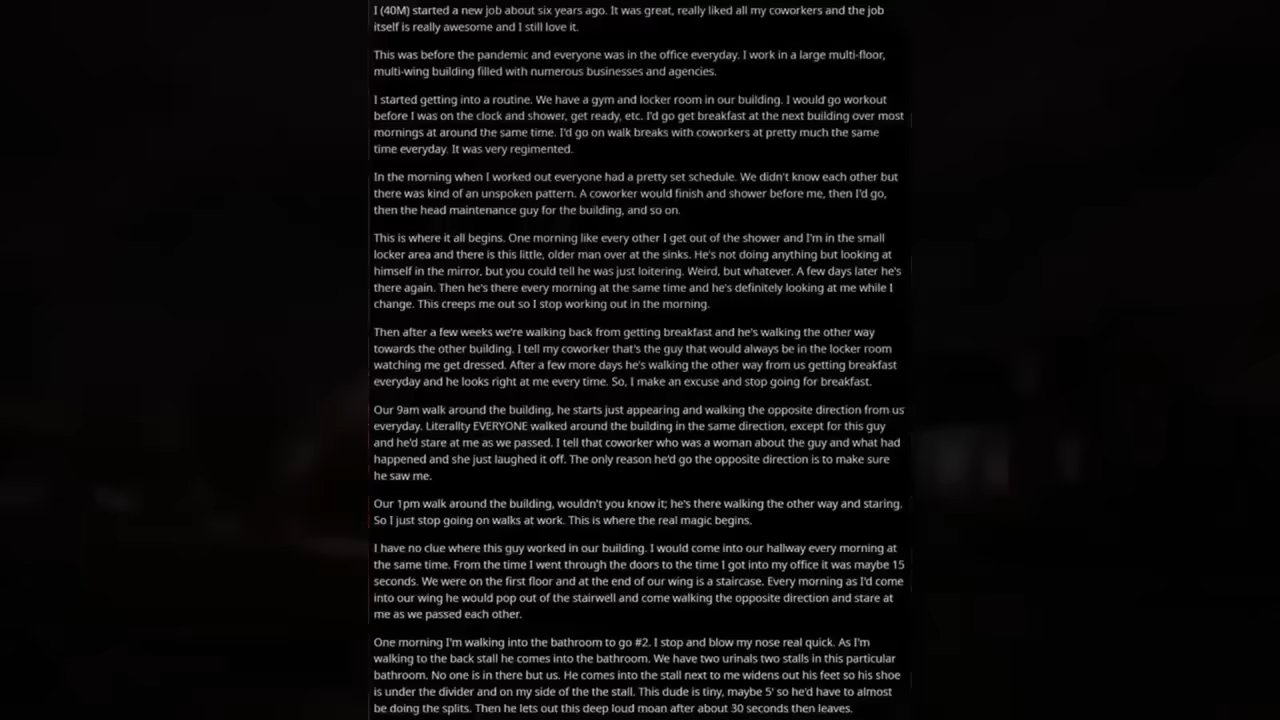 I (40M) started a new job about six years ago. It was great, really liked all my coworkers and the job
itself is really awesome and I still love it.
This was before the pandemic and everyone was in the office everyday. I work in a large multi-floor,
multi-wing building filled with numerous businesses and agencies.
I started getting into a routine. We have a gym and locker room in our building. I would go workout
before I was on the clock and shower, get ready, etc. I'd go get breakfast at the next building over most
mornings at around the same time. I'd go on walk breaks with coworkers at pretty much the same
time everyday. It was very regimented.
In the morning when I worked out everyone had a pretty set schedule. We didn't know each other but
there was kind of an unspoken pattern. A coworker would finish and shower before me, then I'd go,
then the head maintenance guy for the building, and so on.
This is where it all begins. One morning like every other I get out of the shower and I'm in the small
locker area and there is this little, older man over at the sinks. He's not doing anything but looking at
himself in the mirror, but you could tell he was just loitering. Weird, but whatever. A few days later he's
there again. Then he's there every morning at the same time and he's definitely looking at me while I
change. This creeps me out so I stop working out in the morning.
Then after a few weeks we're walking back from getting breakfast and he's walking the other way
towards the other building. I tell my coworker that's the guy that would always be in the locker room
watching me get dressed. After a few more days he's walking the other way from us getting breakfast
everyday and he looks right at me every time. So, I make an excuse and stop going for breakfast.
Our 9am walk around the building, he starts just appearing and walking the opposite direction from us
everyday. Literallty EVERYONE walked around the building in the same direction, except for this guy
and he'd stare at me as we passed. I tell that coworker who was a woman about the guy and what had
happened and she just laughed it off. The only reason he'd go the opposite direction is to make sure
he saw me.
Our 1pm walk around the building, wouldn't you know it; he's there walking the other way and staring.
So I just stop going on walks at work. This is where the real magic begins.
I have no clue where this guy worked in our building. I would come into our hallway every morning at
the same time. From the time I went through the doors to the time I got into my office it was maybe 15
seconds. We were on the first floor and at the end of our wing is a staircase. Every morning as I'd come
into our wing he would pop out of the stairwell and come walking the opposite direction and stare at
me as we passed each other.
One morning I'm walking into the bathroom to go #2. I stop and blow my nose real quick. As I'm
walking to the back stall he comes into the bathroom. We have two urinals two stalls in this particular
bathroom. No one is in there but us. He comes into the stall next to me widens out his feet so his shoe
is under the divider and on my side of the the stall. This dude is tiny, maybe 5' so he'd have to almost
be doing the splits. Then he lets out this deep loud moan after about 30 seconds then leaves.